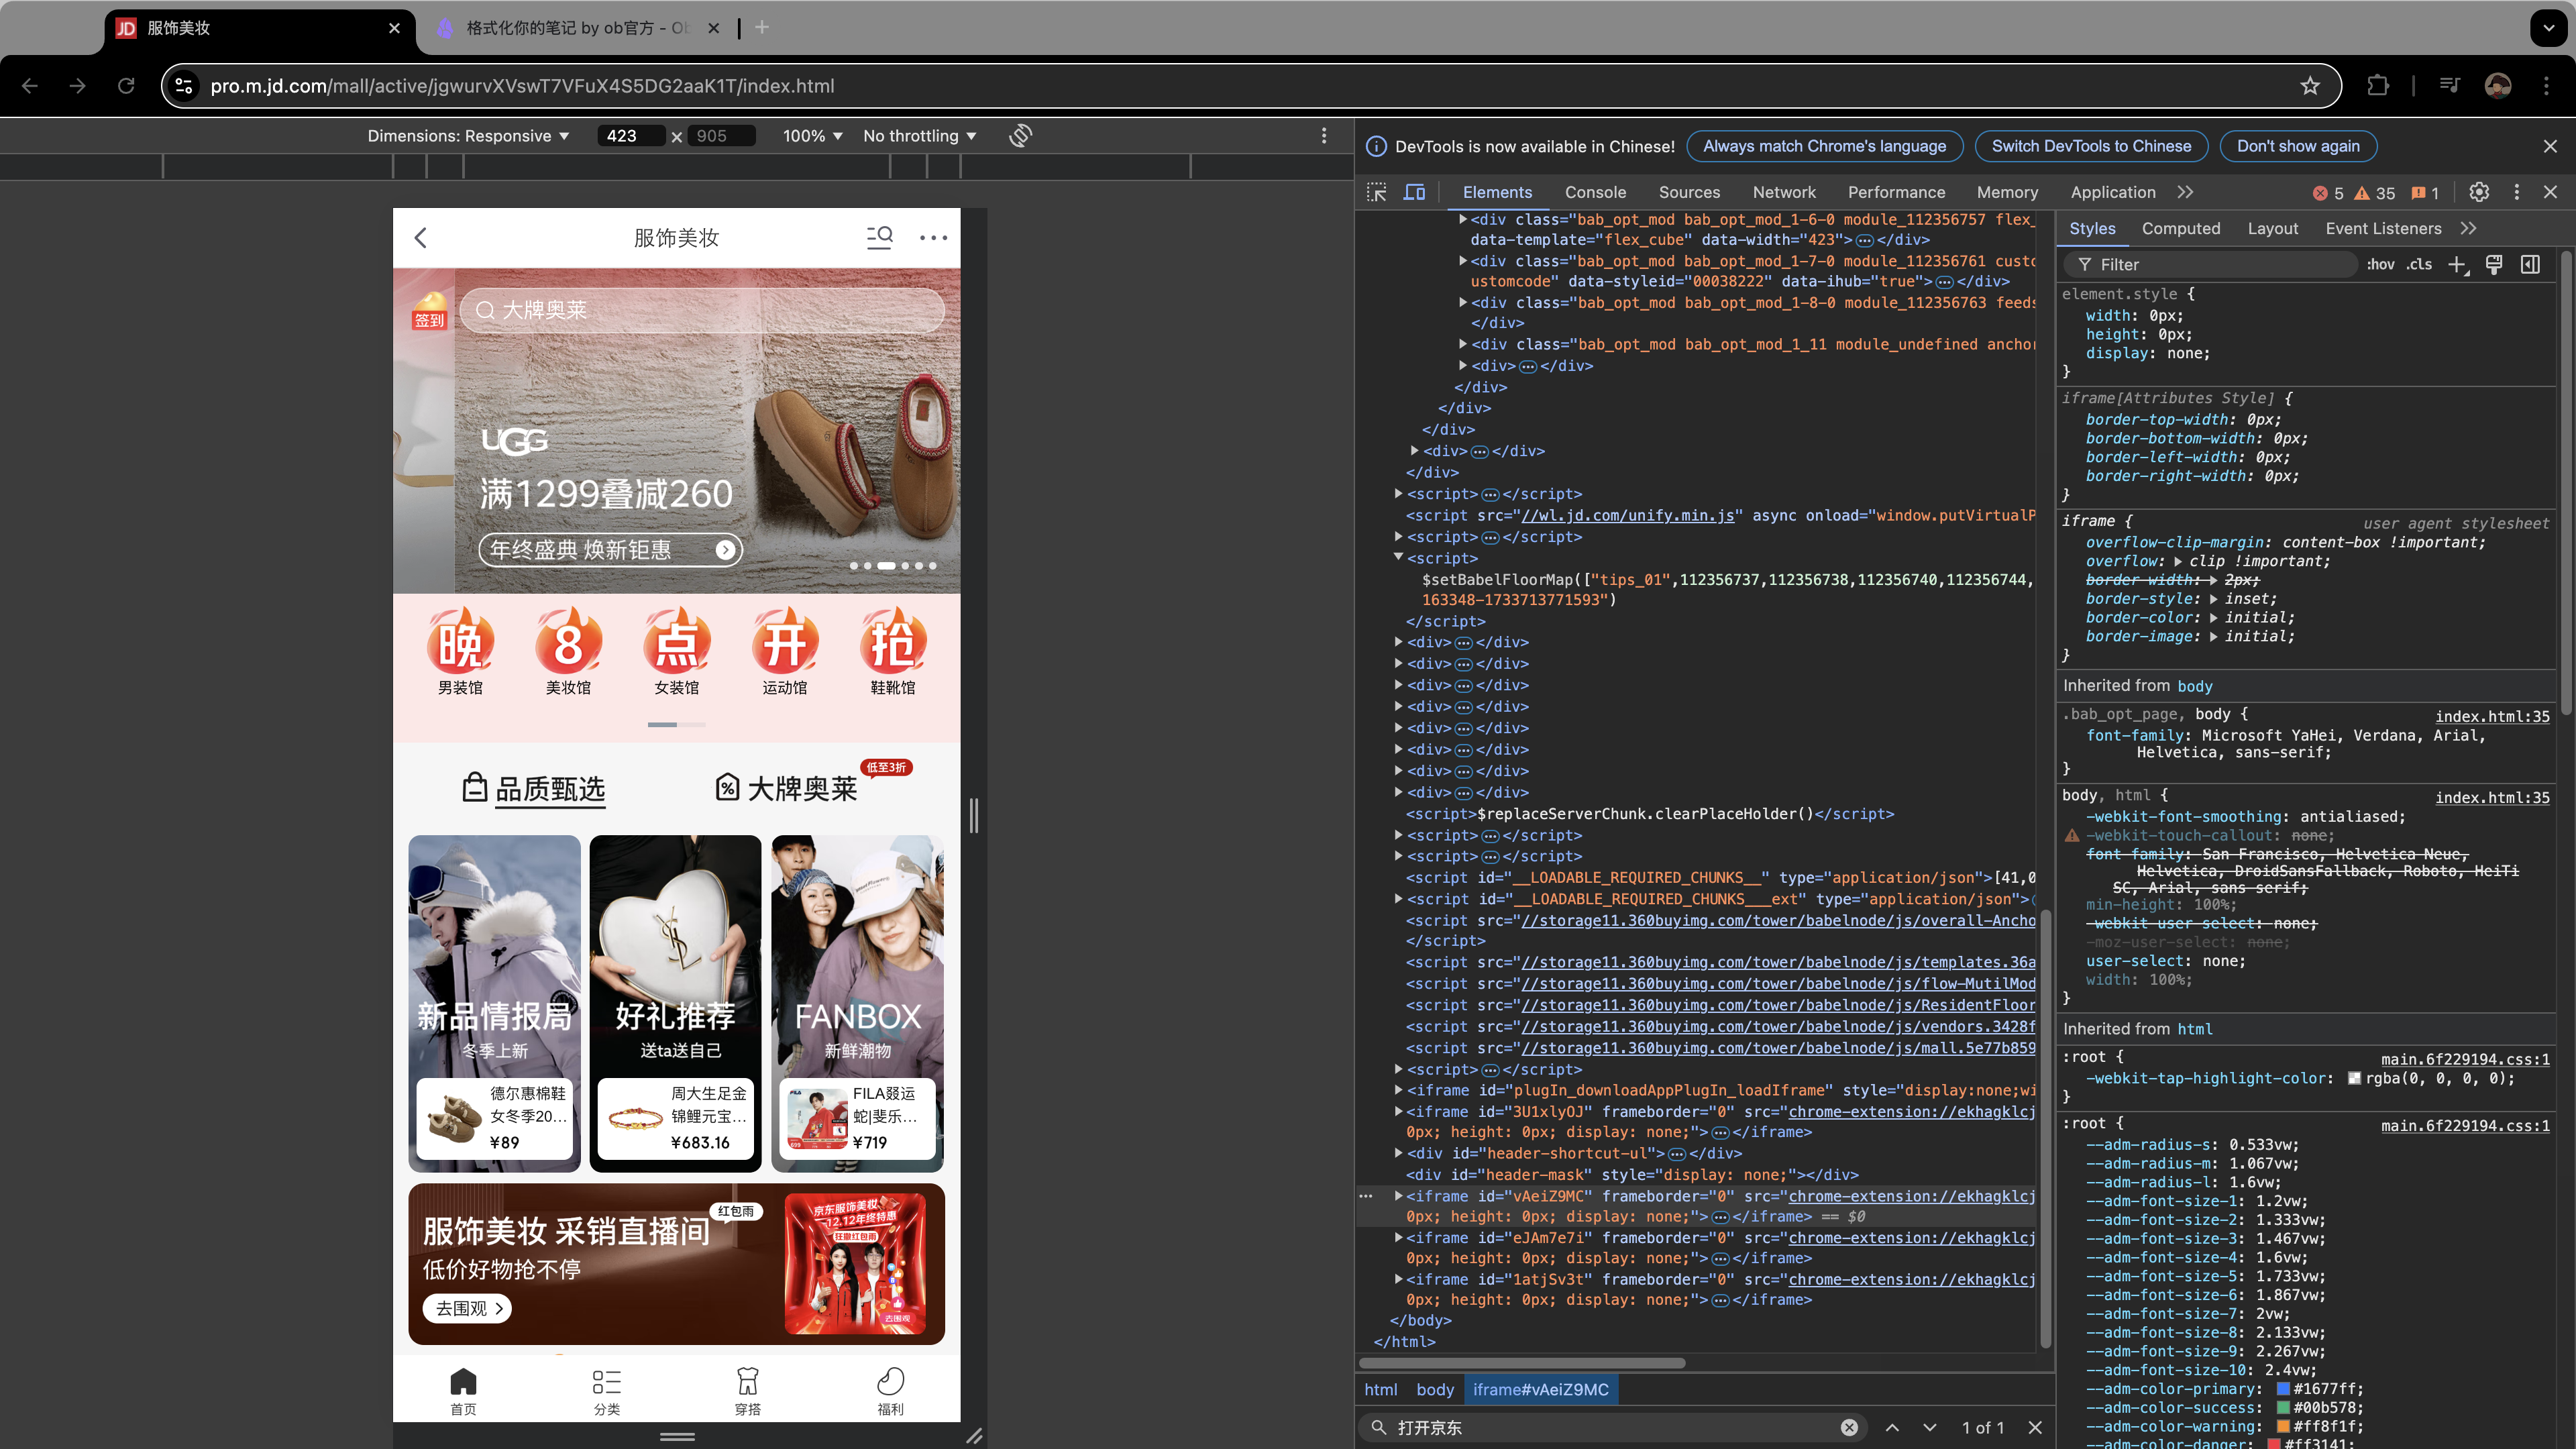 JD 服饰美妆
格式化你的笔记 by ob官方 - Ob
pro.m.jd.com/mall/active/jgwurvXVswT7VFuX4S5DG2aaK1T/index.html
Dimensions: Responsive 423 × 905 100% No throttling
服饰美妆
签到
大牌奥莱
UGG
满1299叠减260
年终盛典 焕新钜惠
晚 8 点 开 抢
男装馆 美妆馆 女装馆 运动馆 鞋靴馆
低至3折
品质甄选 大牌奥莱
新品情报局 好礼推荐 FANBOX
冬季上新 送ta送自己 新鲜潮物
德尔惠棉鞋 周大生足金 FILA叕运
女冬季20... 锦鲤元宝... 蛇|斐乐...
¥89 ¥683.16 ¥719
红包雨
服饰美妆 采销直播间
低价好物抢不停
去围观
京东服饰美妆
12.12年终特惠
狂撒红包雨
去围观
首页 分类 穿搭 福利
DevTools is now available in Chinese! Always match Chrome's language Switch DevTools to Chinese Don't show again
Elements Console Sources Network Performance Memory Application 5 35 1
<div class="bab_opt_mod bab_opt_mod_1-6-0 module_112356757 flex_
data-template="flex_cube" data-width="423"> </div>
<div class="bab_opt_mod bab_opt_mod_1-7-0 module_112356761 custo
ustomcode" data-styleid="00038222" data-ihub="true"> </div>
<div class="bab_opt_mod bab_opt_mod_1-8-0 module_112356763 feeds
</div>
<div class="bab_opt_mod bab_opt_mod_1_11 module_undefined anchor
<div> </div>
</div>
</div>
</div>
<div> </div>
</div>
<script> </script>
<script src="//wl.jd.com/unify.min.js" async onload="window.putVirtualP
<script> </script>
<script>
$setBabelFloorMap(["tips_01",112356737,112356738,112356740,112356744,
163348-1733713771593")
</script>
<div> </div>
<div> </div>
<div> </div>
<div> </div>
<div> </div>
<div> </div>
<div> </div>
<div> </div>
<script>$replaceServerChunk.clearPlaceHolder()</script>
<script> </script>
<script> </script>
<script id="__LOADABLE_REQUIRED_CHUNKS__" type="application/json">[41,0
<script id="__LOADABLE_REQUIRED_CHUNKS___ext" type="application/json">
<script src="//storage11.360buyimg.com/tower/babelnode/js/overall-Ancho
</script>
<script src="//storage11.360buyimg.com/tower/babelnode/js/templates.36a
<script src="//storage11.360buyimg.com/tower/babelnode/js/flow-MutilMod
<script src="//storage11.360buyimg.com/tower/babelnode/js/ResidentFloor
<script src="//storage11.360buyimg.com/tower/babelnode/js/vendors.3428f
<script src="//storage11.360buyimg.com/tower/babelnode/js/mall.5e77b859
<script> </script>
<iframe id="plugIn_downloadAppPlugIn_loadIframe" style="display:none;wi
<iframe id="3U1xlyOJ" frameborder="0" src="chrome-extension://ekhagklcj
0px; height: 0px; display: none;"> </iframe>
<div id="header-shortcut-ul"> </div>
<div id="header-mask" style="display: none;"></div>
<iframe id="vAeiZ9MC" frameborder="0" src="chrome-extension://ekhagklcj
0px; height: 0px; display: none;"> </iframe> == $0
<iframe id="eJAm7e7i" frameborder="0" src="chrome-extension://ekhagklcj
0px; height: 0px; display: none;"> </iframe>
<iframe id="1atjSv3t" frameborder="0" src="chrome-extension://ekhagklcj
0px; height: 0px; display: none;"> </iframe>
</body>
</html>
html body iframe#vAeiZ9MC
打开京东 1 of 1
Styles Computed Layout Event Listeners
Filter :hov .cls
element.style {
width: 0px;
height: 0px;
display: none;
}
iframe[Attributes Style] {
border-top-width: 0px;
border-bottom-width: 0px;
border-left-width: 0px;
border-right-width: 0px;
}
iframe { user agent stylesheet
overflow-clip-margin: content-box !important;
overflow: clip !important;
border-width: 2px;
border-style: inset;
border-color: initial;
border-image: initial;
}
Inherited from body
.bab_opt_page, body { index.html:35
font-family: Microsoft YaHei, Verdana, Arial,
Helvetica, sans-serif;
}
body, html { index.html:35
-webkit-font-smoothing: antialiased;
-webkit-touch-callout: none;
font-family: San Francisco, Helvetica Neue,
Helvetica, DroidSansFallback, Roboto, HeiTi
SC, Arial, sans-serif;
min-height: 100%;
-webkit-user-select: none;
-moz-user-select: none;
user-select: none;
width: 100%;
}
Inherited from html
:root { main.6f229194.css:1
-webkit-tap-highlight-color: rgba(0, 0, 0, 0);
}
:root { main.6f229194.css:1
--adm-radius-s: 0.533vw;
--adm-radius-m: 1.067vw;
--adm-radius-l: 1.6vw;
--adm-font-size-1: 1.2vw;
--adm-font-size-2: 1.333vw;
--adm-font-size-3: 1.467vw;
--adm-font-size-4: 1.6vw;
--adm-font-size-5: 1.733vw;
--adm-font-size-6: 1.867vw;
--adm-font-size-7: 2vw;
--adm-font-size-8: 2.133vw;
--adm-font-size-9: 2.267vw;
--adm-font-size-10: 2.4vw;
--adm-color-primary: #1677ff;
--adm-color-success: #00b578;
--adm-color-warning: #ff8f1f;
--adm-color-danger: #ff3141;